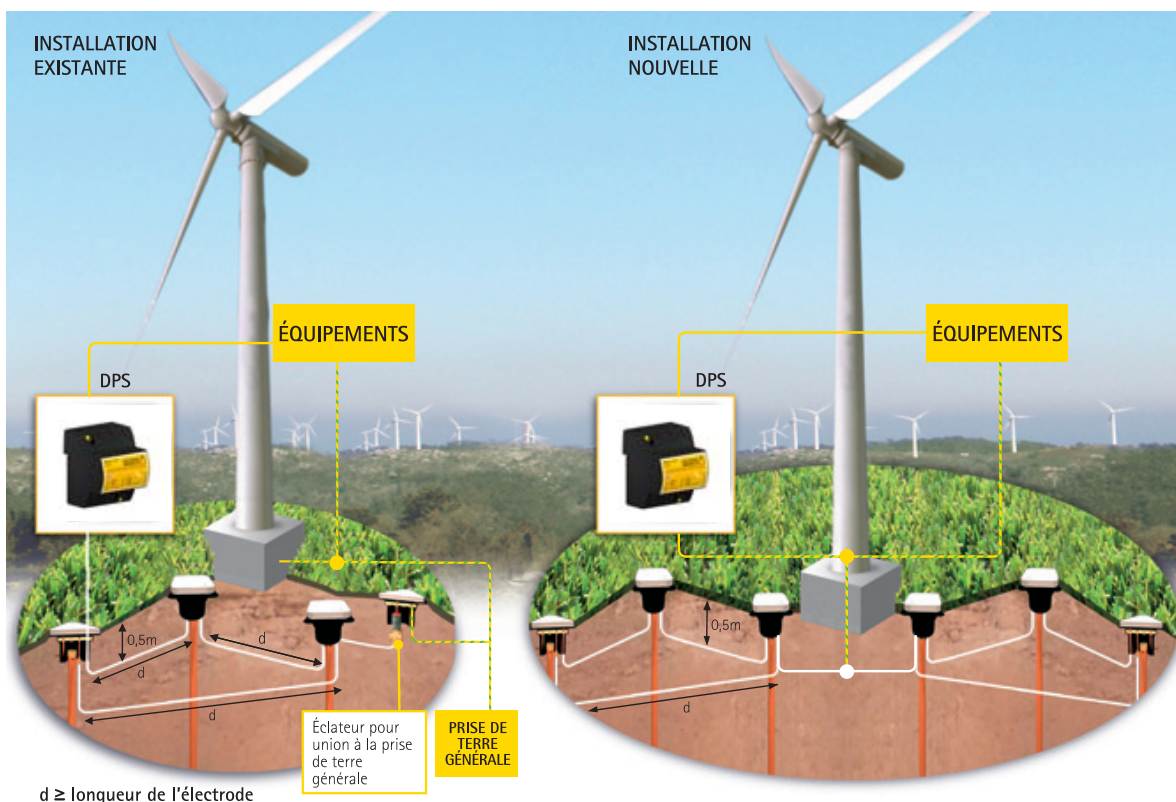 INSTALLATION
EXISTANTE
ÉQUIPEMENTS
DPS
0,5m
d
d
d
Éclateur pour
union à la prise
de terre
générale
PRISE DE
TERRE
GÉNÉRALE
d ≥ longueur de l'électrode
INSTALLATION
NOUVELLE
ÉQUIPEMENTS
DPS
0,5m
d